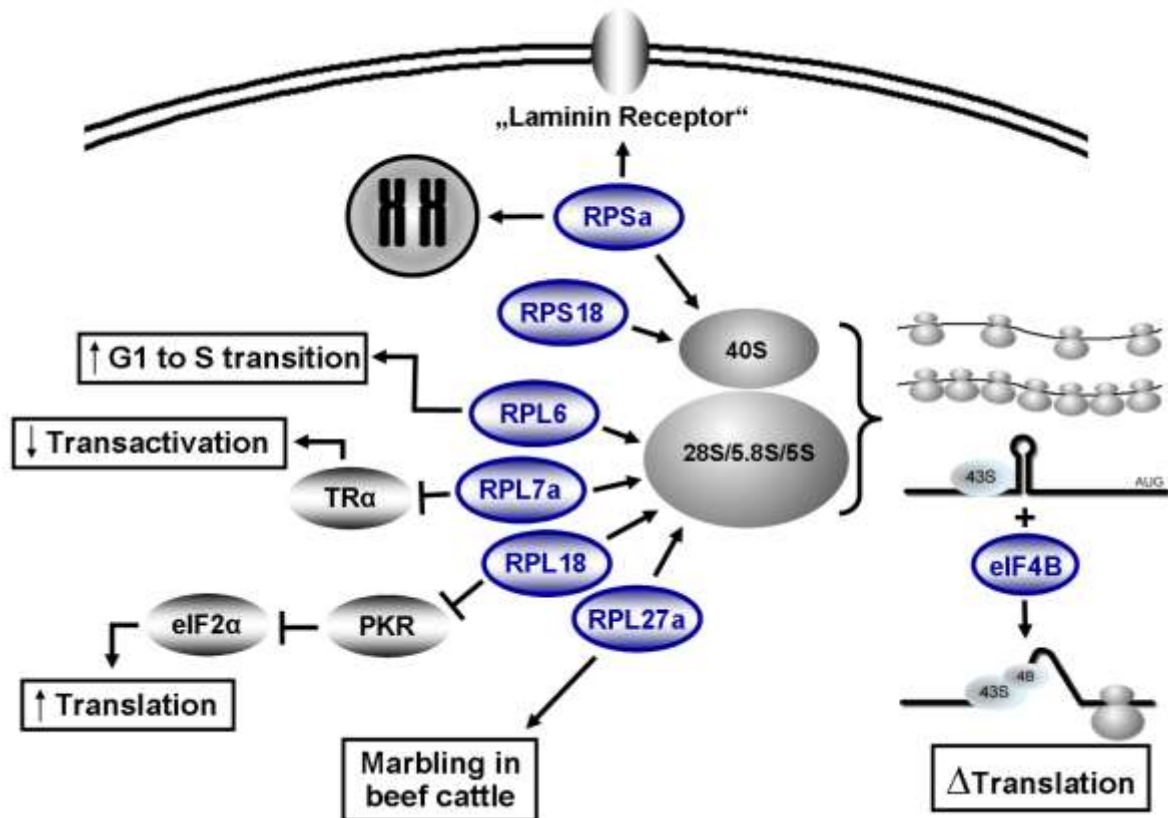 „Laminin Receptor“
RPSa
RPS18
40S
↑ G1 to S transition
RPL6
28S/5.8S/5S
↓ Transactivation
TRα
RPL7a
43S
AUG
+
RPL18
eIF4B
eIF2α
PKR
RPL27a
43S
4B
↑ Translation
Marbling in
beef cattle
ΔTranslation